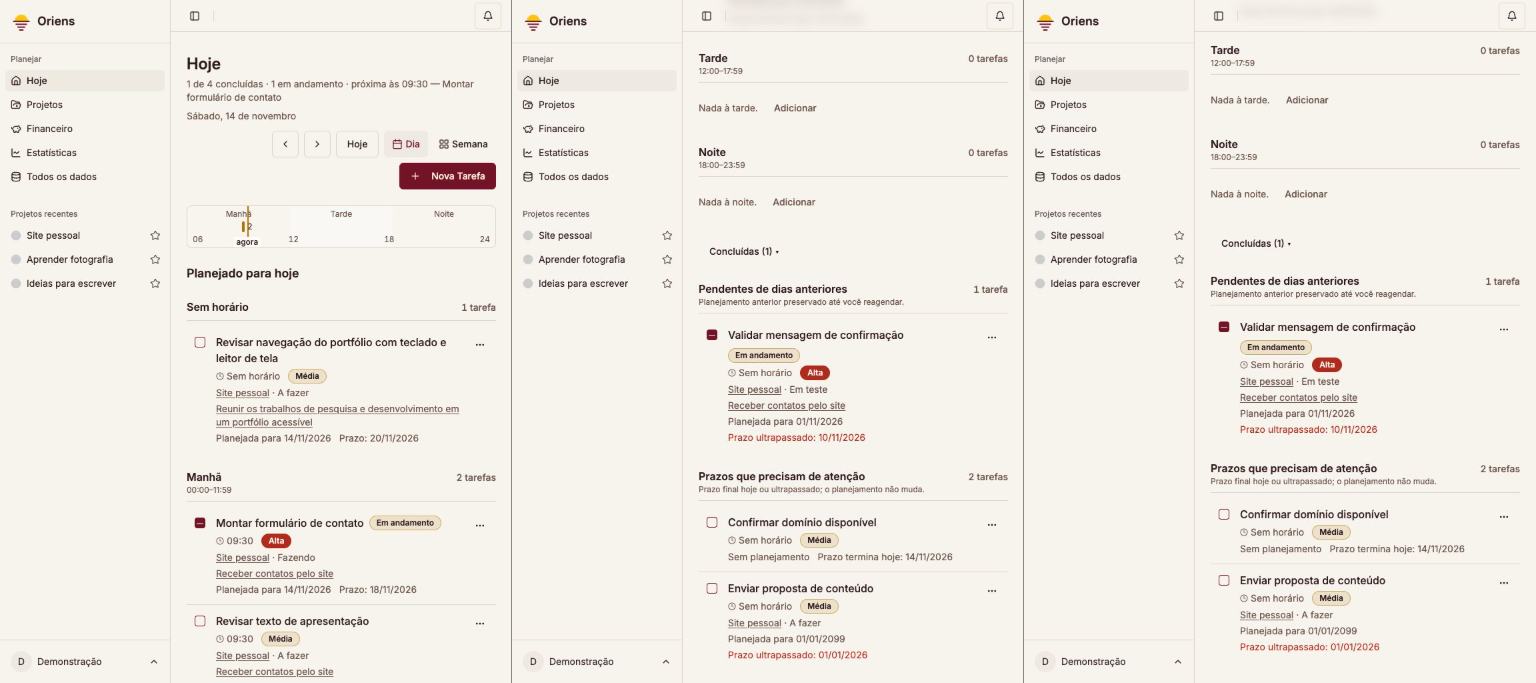 Oriens
Planejar
Hoje
Projetos
Financeiro
Estatísticas
Todos os dados
Projetos recentes
Site pessoal
Aprender fotografia
Ideias para escrever
D Demonstração
Hoje
1 de 4 concluídas · 1 em andamento · próxima às 09:30 — Montar
formulário de contato
Sábado, 14 de novembro
Hoje Dia Semana
+ Nova Tarefa
Manhã Tarde Noite
2
06 12 18 24
agora
Planejado para hoje
Sem horário 1 tarefa
Revisar navegação do portfólio com teclado e ...
leitor de tela
Sem horário Média
Site pessoal · A fazer
Reunir os trabalhos de pesquisa e desenvolvimento em
um portfólio acessível
Planejada para 14/11/2026 Prazo: 20/11/2026
Manhã 2 tarefas
00:00–11:59
Montar formulário de contato Em andamento ...
09:30 Alta
Site pessoal · Fazendo
Receber contatos pelo site
Planejada para 14/11/2026 Prazo: 18/11/2026
Revisar texto de apresentação ...
09:30 Média
Site pessoal · A fazer
Receber contatos pelo site
Oriens
Planejar
Hoje
Projetos
Financeiro
Estatísticas
Todos os dados
Projetos recentes
Site pessoal
Aprender fotografia
Ideias para escrever
D Demonstração
Tarde 0 tarefas
12:00–17:59
Nada à tarde. Adicionar
Noite 0 tarefas
18:00–23:59
Nada à noite. Adicionar
Concluídas (1)
Pendentes de dias anteriores 1 tarefa
Planejamento anterior preservado até você reagendar.
Validar mensagem de confirmação ...
Em andamento
Sem horário Alta
Site pessoal · Em teste
Receber contatos pelo site
Planejada para 01/11/2026
Prazo ultrapassado: 10/11/2026
Prazos que precisam de atenção 2 tarefas
Prazo final hoje ou ultrapassado; o planejamento não muda.
Confirmar domínio disponível ...
Sem horário Média
Sem planejamento Prazo termina hoje: 14/11/2026
Enviar proposta de conteúdo ...
Sem horário Média
Site pessoal · A fazer
Planejada para 01/01/2099
Prazo ultrapassado: 01/01/2026
Oriens
Planejar
Hoje
Projetos
Financeiro
Estatísticas
Todos os dados
Projetos recentes
Site pessoal
Aprender fotografia
Ideias para escrever
D Demonstração
Tarde 0 tarefas
12:00–17:59
Nada à tarde. Adicionar
Noite 0 tarefas
18:00–23:59
Nada à noite. Adicionar
Concluídas (1)
Pendentes de dias anteriores 1 tarefa
Planejamento anterior preservado até você reagendar.
Validar mensagem de confirmação ...
Em andamento
Sem horário Alta
Site pessoal · Em teste
Receber contatos pelo site
Planejada para 01/11/2026
Prazo ultrapassado: 10/11/2026
Prazos que precisam de atenção 2 tarefas
Prazo final hoje ou ultrapassado; o planejamento não muda.
Confirmar domínio disponível ...
Sem horário Média
Sem planejamento Prazo termina hoje: 14/11/2026
Enviar proposta de conteúdo ...
Sem horário Média
Site pessoal · A fazer
Planejada para 01/01/2099
Prazo ultrapassado: 01/01/2026